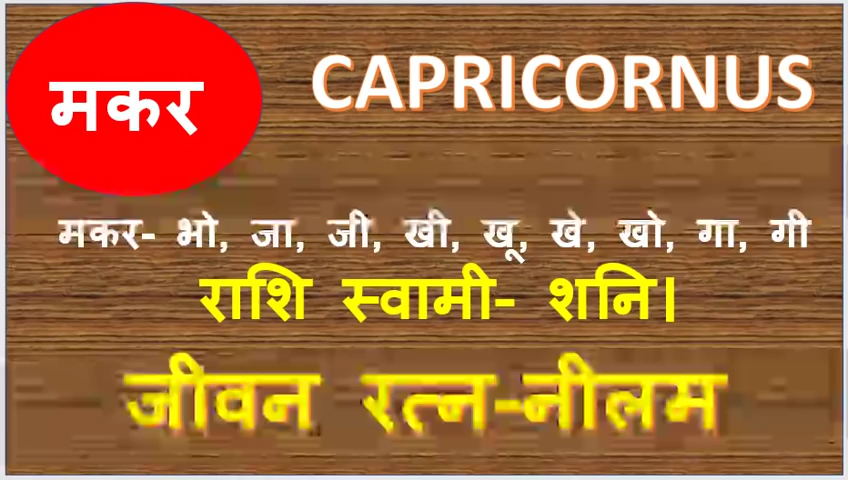 मकर
CAPRICORNUS
मकर- भो, जा, जी, खी, खू, खे, खो, गा, गी
राशि स्वामी- शनि।
जीवन रत्न-नीलम